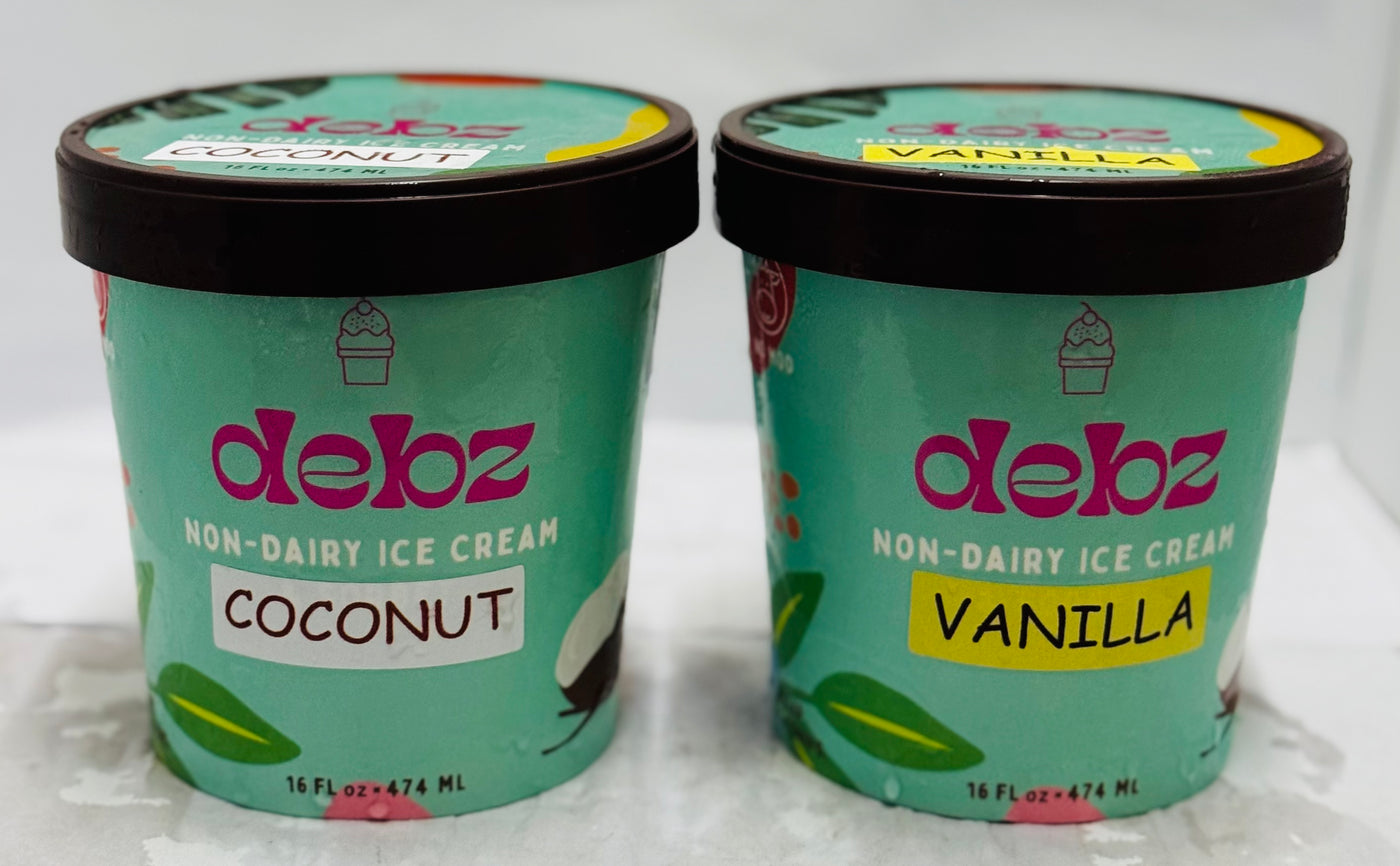 debz
NON-DAIRY ICE CREAM
COCONUT
16 FL oz • 474 ML
debz
NON-DAIRY ICE CREAM
COCONUT
16 FL oz • 474 ML
debz
NON-DAIRY ICE CREAM
VANILLA
16 FL oz • 474 ML
debz
NON-DAIRY ICE CREAM
VANILLA
16 FL oz • 474 ML